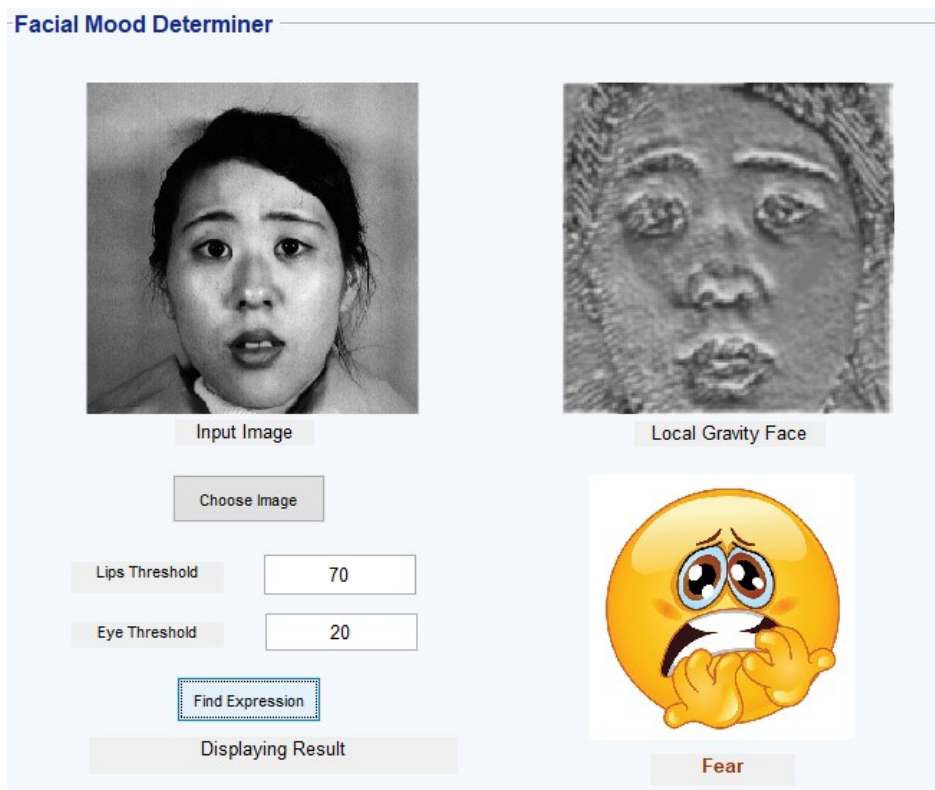 Facial Mood Determiner
Input Image
Local Gravity Face
Choose Image
Lips Threshold
70
Eye Threshold
20
Find Expression
Displaying Result
Fear